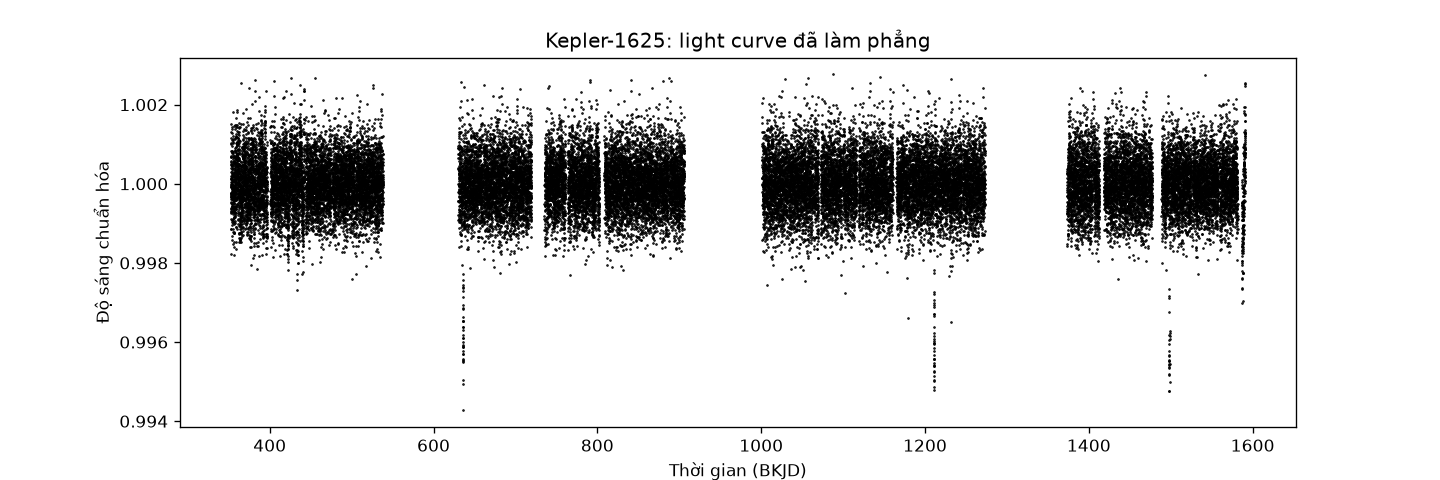 Kepler-1625: light curve đã làm phẳng
Độ sáng chuẩn hóa
1.002
1.000
0.998
0.996
0.994
400 600 800 1000 1200 1400 1600
Thời gian (BKJD)